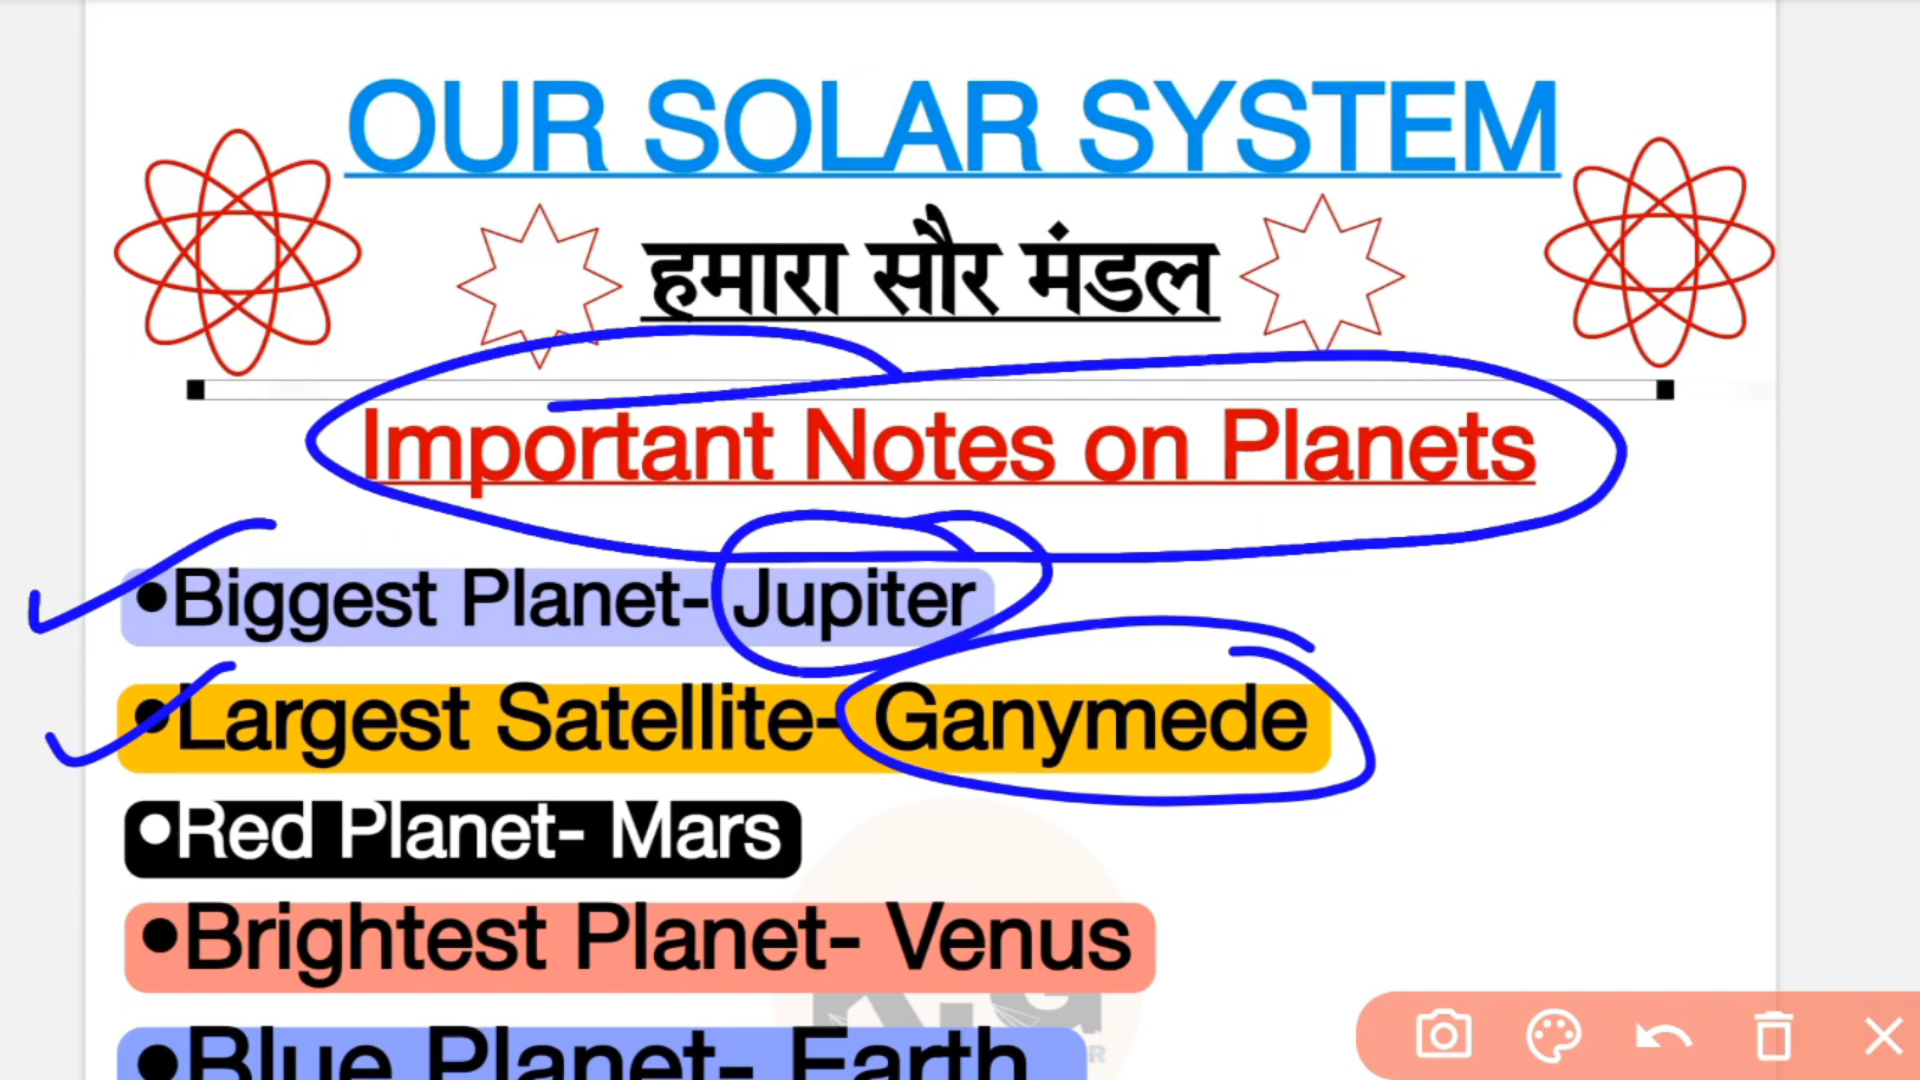 OUR SOLAR SYSTEM
हमारा सौर मंडल
Important Notes on Planets
•Biggest Planet- Jupiter
•Largest Satellite- Ganymede
•Red Planet- Mars
•Brightest Planet- Venus
•Blue Planet- Earth